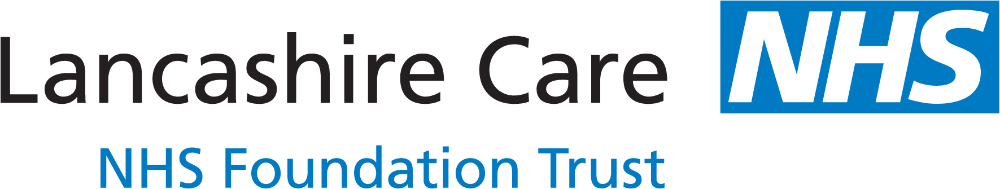 Lancashire Care NHS
NHS Foundation Trust